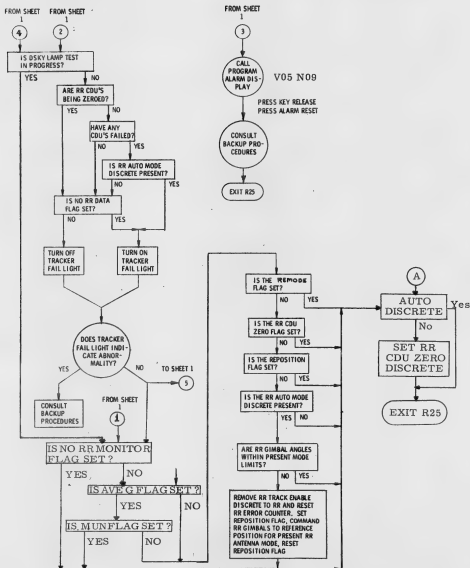 FROM SHEET
1
4
FROM SHEET
1
2
IS DSKY LAMP TEST
IN PROGRESS?
YES
NO
ARE RR CDU'S
BEING ZEROED?
YES
NO
HAVE ANY
CDU'S FAILED?
NO
YES
IS RR AUTO MODE
DISCRETE PRESENT?
NO
YES
IS NO RR DATA
FLAG SET?
NO
YES
TURN OFF
TRACKER
FAIL LIGHT
TURN ON
TRACKER
FAIL LIGHT
DOES TRACKER
FAIL LIGHT INDI-
CATE ABNOR-
MALITY?
YES
NO
TO SHEET 1
5
CONSULT
BACKUP
PROCEDURES
FROM SHEET
1
1
IS NO RR MONITOR
FLAG SET ?
YES
NO
IS AVE G FLAG SET ?
YES
NO
IS MUNFLAG SET ?
YES
NO
FROM SHEET
1
3
CALL
PROGRAM
ALARM DIS-
PLAY
V05 N09
PRESS KEY RELEASE
PRESS ALARM RESET
CONSULT
BACKUP PRO-
CEDURES
EXIT R25
IS THE REMODE
FLAG SET?
NO
YES
IS THE RR CDU
ZERO FLAG SET?
NO
YES
IS THE REPOSITION
FLAG SET?
NO
YES
IS THE RR AUTO MODE
DISCRETE PRESENT?
YES
NO
ARE RR GIMBAL ANGLES
WITHIN PRESENT MODE
LIMITS?
NO
YES
REMOVE RR TRACK ENABLE
DISCRETE TO RR AND RESET
RR ERROR COUNTER. SET
REPOSITION FLAG, COMMAND
RR GIMBALS TO REFERENCE
POSITION FOR PRESENT RR
ANTENNA MODE, RESET
REPOSITION FLAG
A
AUTO
DISCRETE
Yes
No
SET RR
CDU ZERO
DISCRETE
EXIT R25